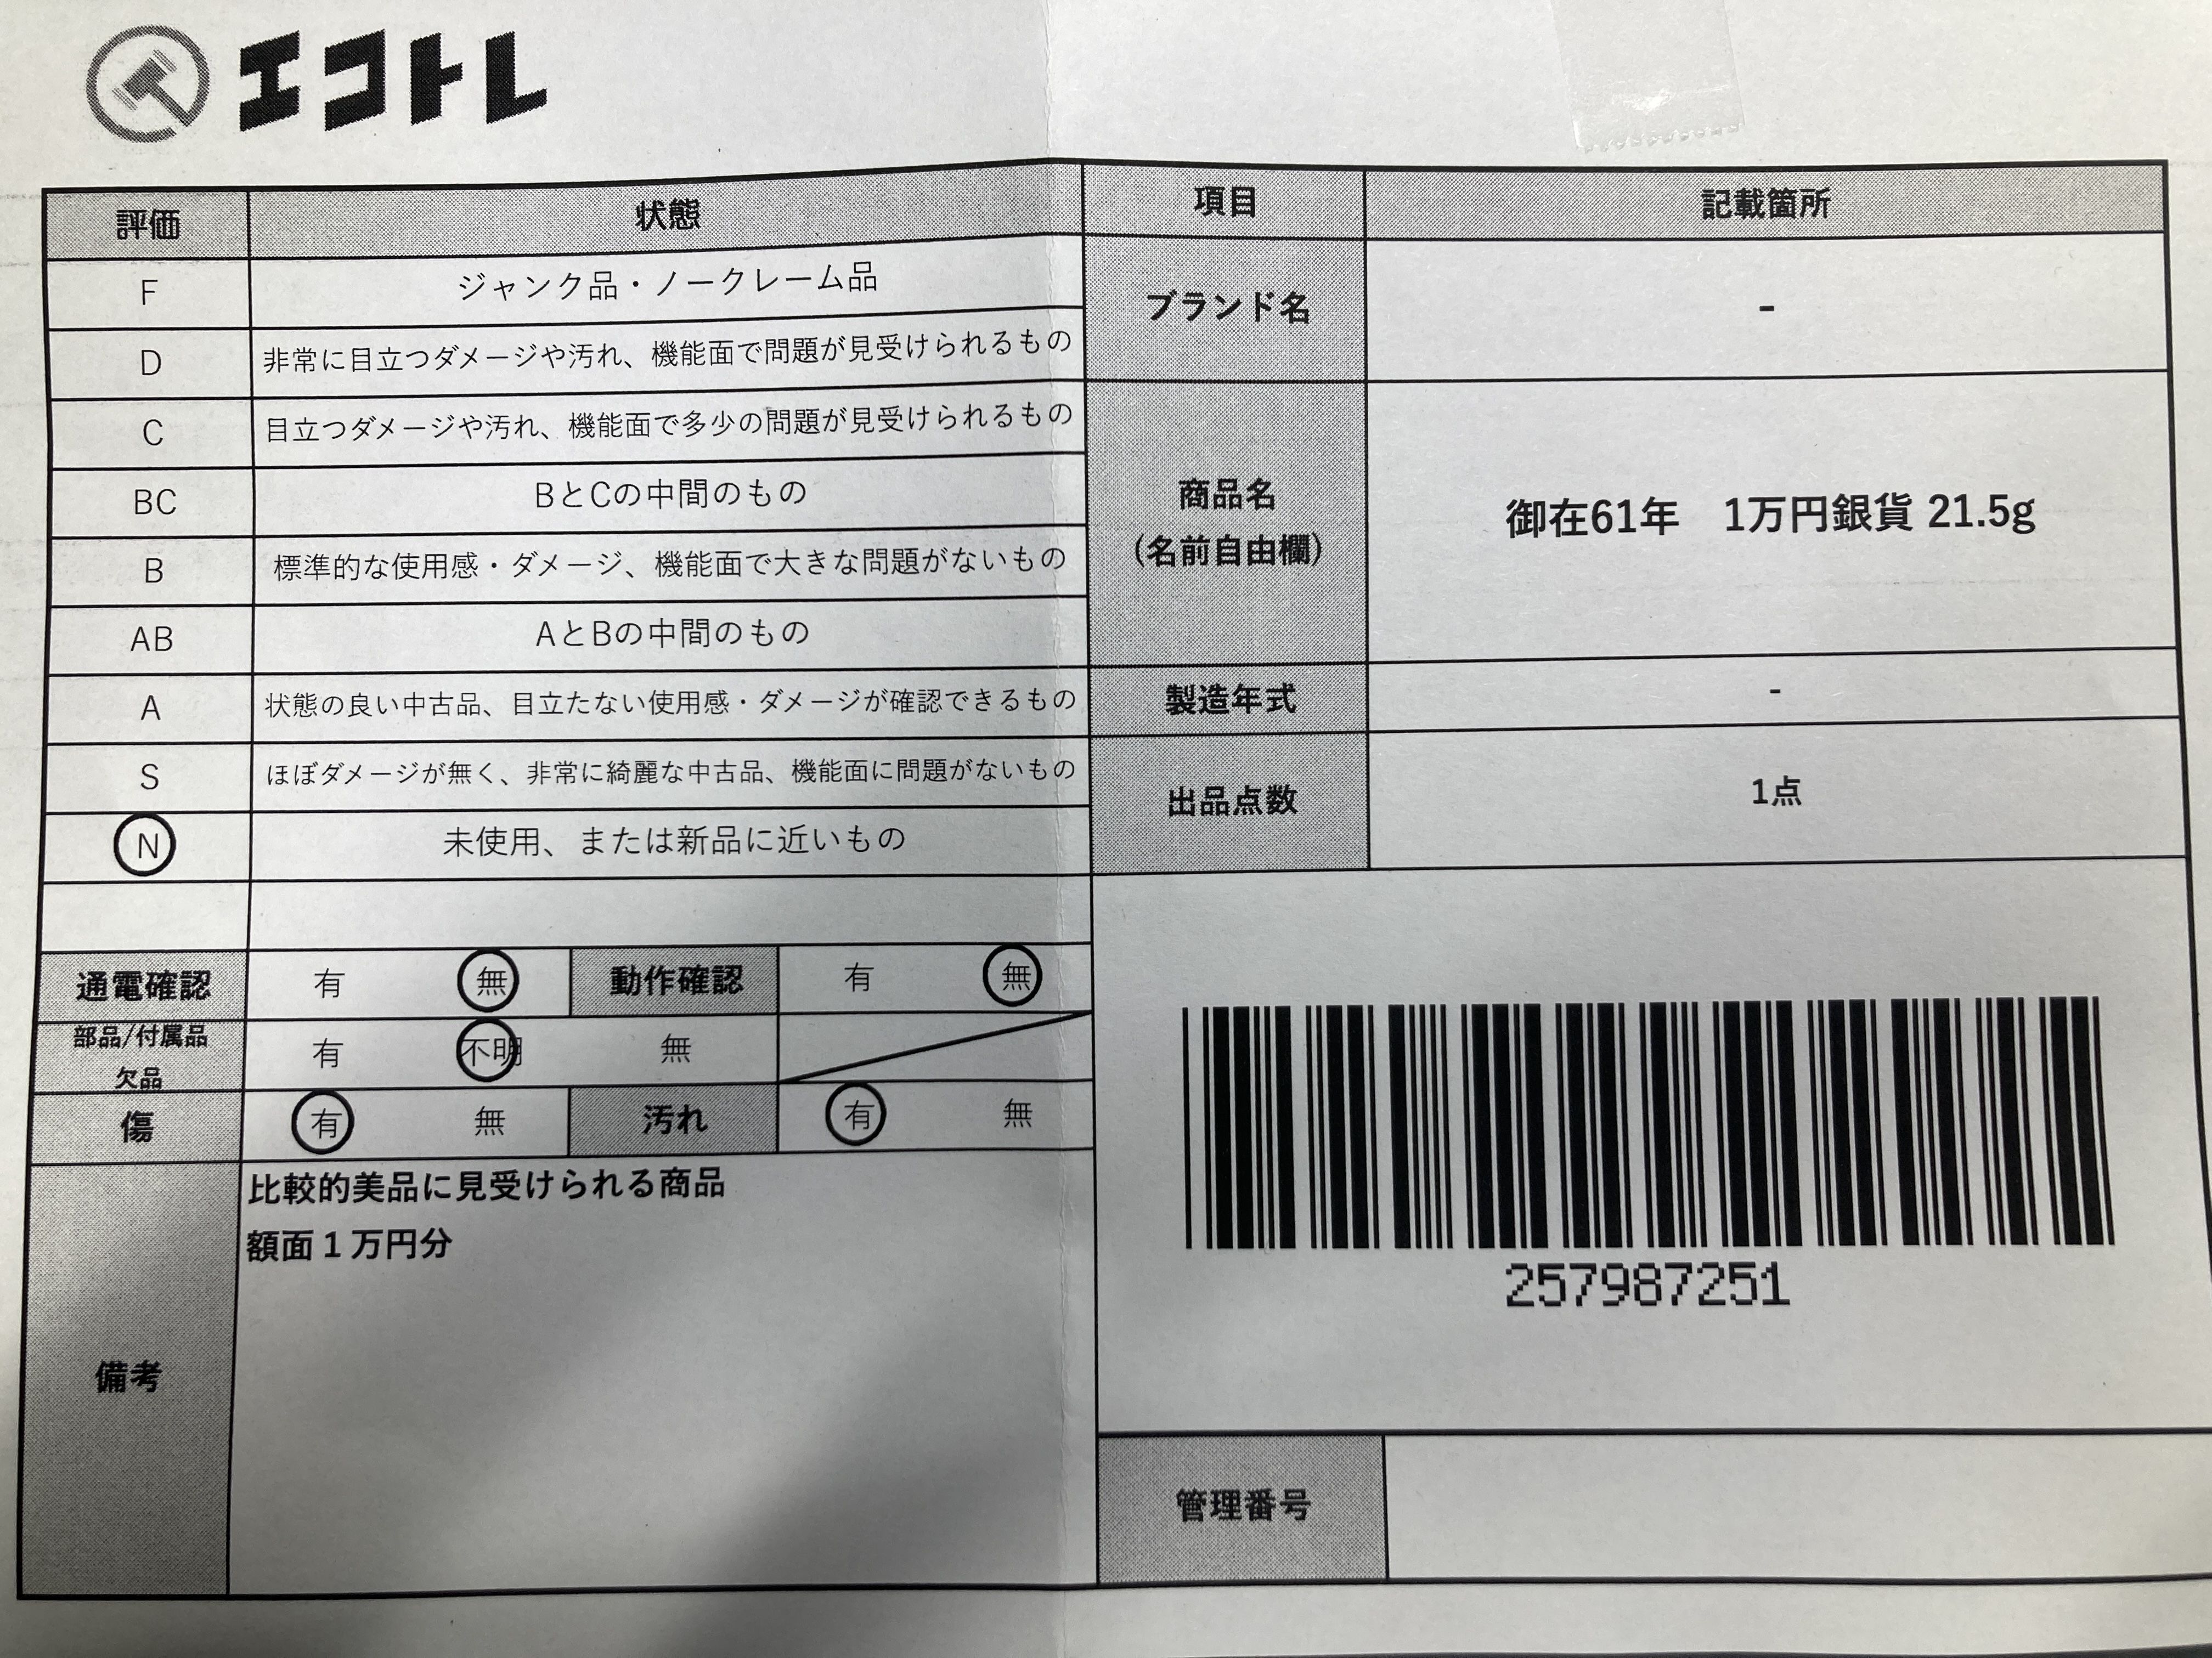 エコトレ
評価 状態
F ジャンク品・ノークレーム品
D 非常に目立つダメージや汚れ、機能面で問題が見受けられるもの
C 目立つダメージや汚れ、機能面で多少の問題が見受けられるもの
BC BとCの中間のもの
B 標準的な使用感・ダメージ、機能面で大きな問題がないもの
AB AとBの中間のもの
A 状態の良い中古品、目立たない使用感・ダメージが確認できるもの
S ほぼダメージが無く、非常に綺麗な中古品、機能面に問題がないもの
N 未使用、または新品に近いもの
通電確認 有 無 動作確認 有 無
部品/付属品
欠品 有 不明 無
傷 有 無 汚れ 有 無
備考
比較的美品に見受けられる商品
額面1万円分
項目 記載箇所
ブランド名 -
商品名
(名前自由欄)
御在61年 1万円銀貨 21.5g
製造年式 -
出品点数 1点
257987251
管理番号